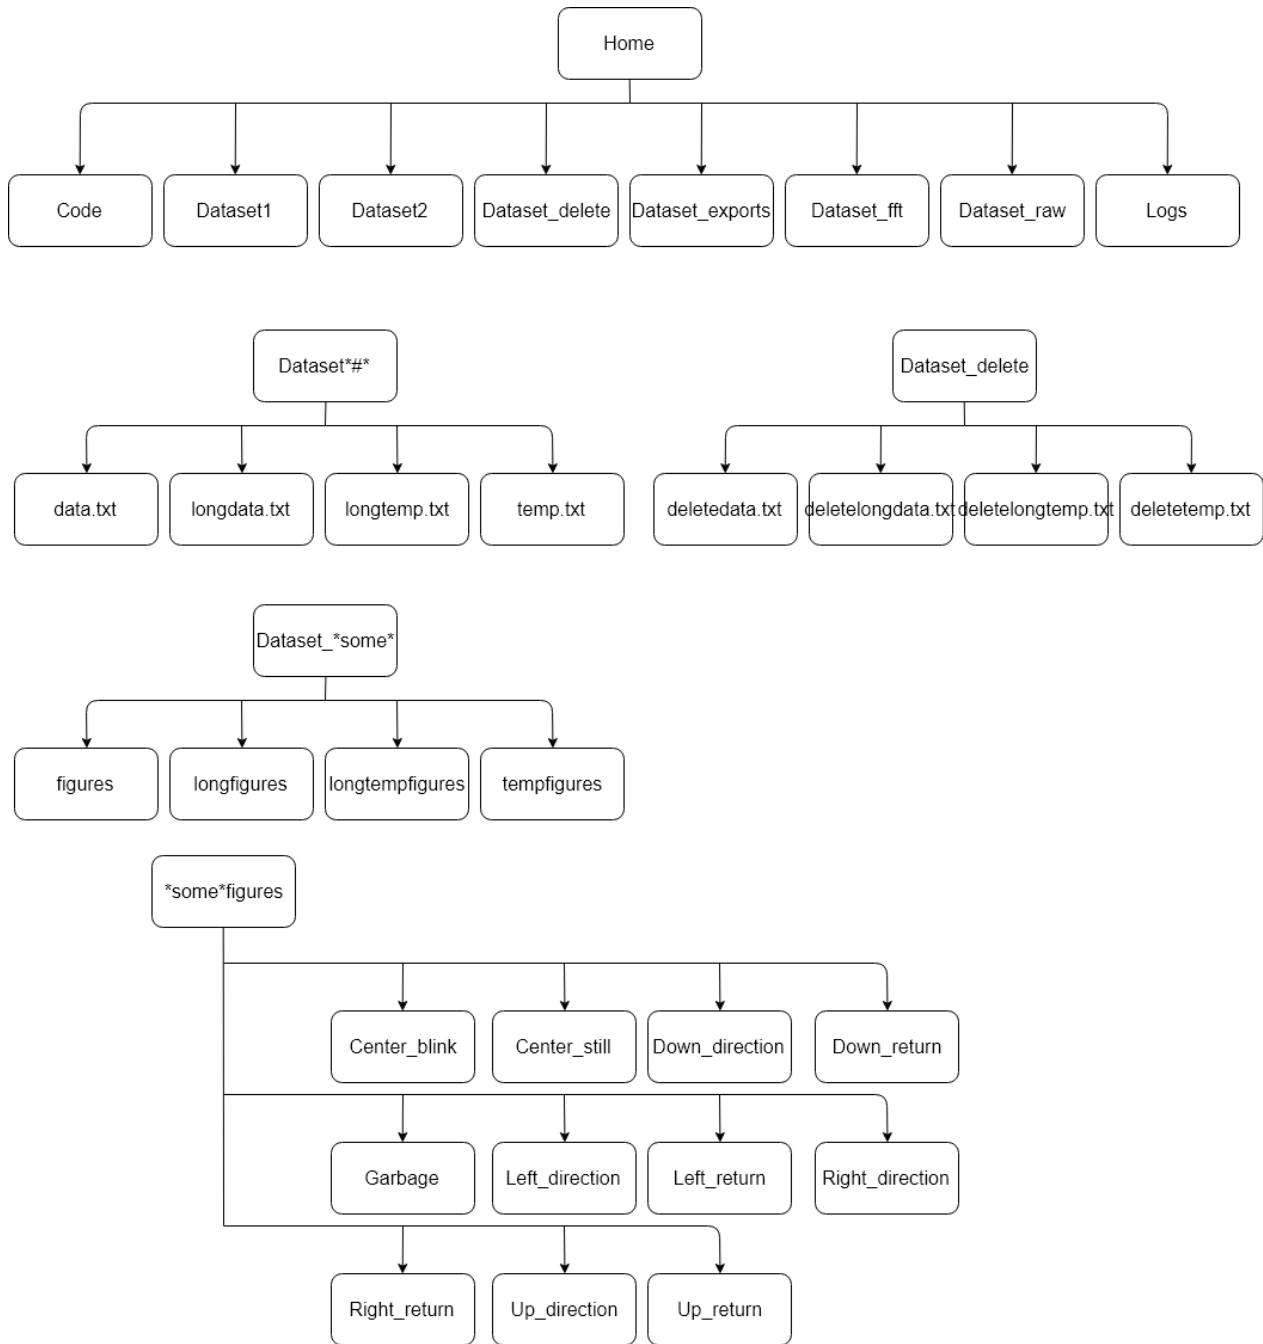 Home
Code
Dataset1
Dataset2
Dataset_delete
Dataset_exports
Dataset_fft
Dataset_raw
Logs
Dataset*#*
Dataset_delete
data.txt
longdata.txt
longtemp.txt
temp.txt
deletedata.txt
deletelongdata.txt
deletelongtemp.txt
deletetemp.txt
Dataset_*some*
figures
longfigures
longtempfigures
tempfigures
*some*figures
Center_blink
Center_still
Down_direction
Down_return
Garbage
Left_direction
Left_return
Right_direction
Right_return
Up_direction
Up_return